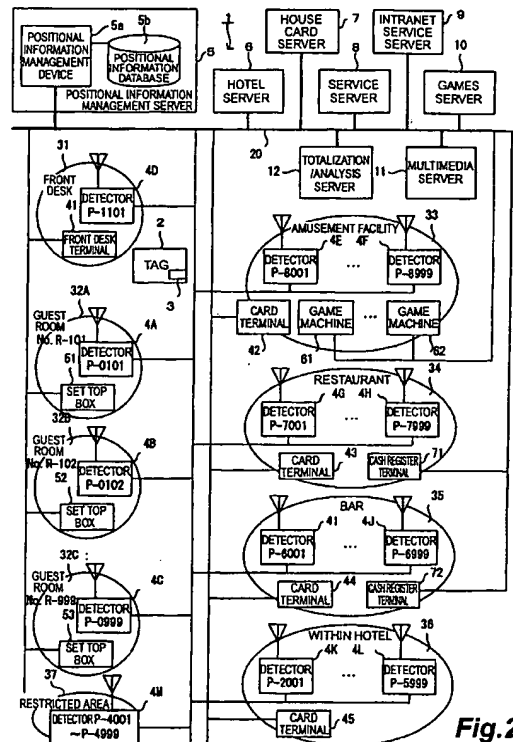 5a
5b
POSITIONAL
INFORMATION
MANAGEMENT
DEVICE
POSITIONAL
INFORMATION
DATABASE
POSITIONAL INFORMATION
MANAGEMENT SERVER
5
1
6
HOTEL
SERVER
HOUSE
CARD
SERVER
7
SERVICE
SERVER
8
INTRANET
SERVICE
SERVER
9
GAMES
SERVER
10
20
TOTALIZATION
/ANALYSIS
SERVER
12
MULTIMEDIA
SERVER
11
31
FRONT
DESK
4D
DETECTOR
P-1101
41
FRONT DESK
TERMINAL
2
TAG
3
32A
GUEST
ROOM
No. R-101
4A
DETECTOR
P-0101
51
SET TOP
BOX
32B
GUEST
ROOM
No. R-102
4B
DETECTOR
P-0102
52
SET TOP
BOX
32C
GUEST
ROOM
No. R-999
4C
DETECTOR
P-0999
53
SET TOP
BOX
37
RESTRICTED AREA
4M
DETECTOR P-4001
~P-4999
AMUSEMENT FACILITY
33
4E
4F
DETECTOR
P-8001
...
DETECTOR
P-8999
CARD
TERMINAL
GAME
MACHINE
...
GAME
MACHINE
42
61
62
RESTAURANT
34
4G
4H
DETECTOR
P-7001
...
DETECTOR
P-7999
43
CARD
TERMINAL
71
CASH REGISTER
TERMINAL
BAR
35
4I
4J
DETECTOR
P-6001
...
DETECTOR
P-6999
44
CARD
TERMINAL
72
CASH REGISTER
TERMINAL
WITHIN HOTEL
36
4K
4L
DETECTOR
P-2001
...
DETECTOR
P-5999
CARD
TERMINAL
45
Fig.2